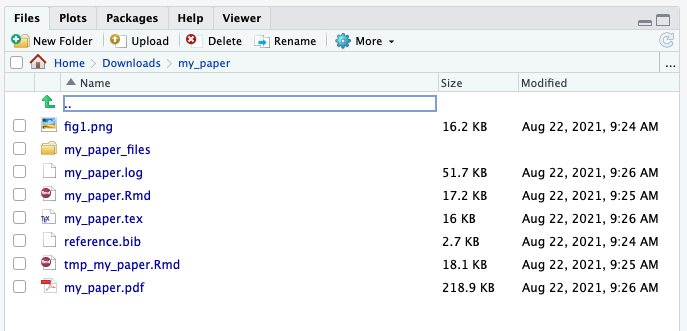 Files Plots Packages Help Viewer
New Folder Upload Delete Rename More
Home Downloads my_paper ...
Name Size Modified
..
fig1.png 16.2 KB Aug 22, 2021, 9:24 AM
my_paper_files
my_paper.log 51.7 KB Aug 22, 2021, 9:26 AM
my_paper.Rmd 17.2 KB Aug 22, 2021, 9:25 AM
my_paper.tex 16 KB Aug 22, 2021, 9:26 AM
reference.bib 2.7 KB Aug 22, 2021, 9:24 AM
tmp_my_paper.Rmd 18.1 KB Aug 22, 2021, 9:25 AM
my_paper.pdf 218.9 KB Aug 22, 2021, 9:26 AM